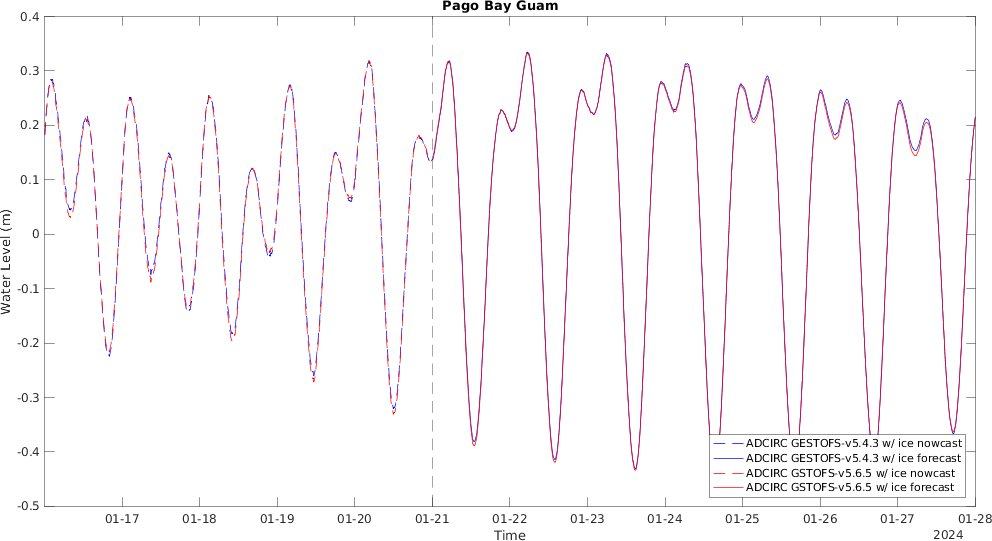 Pago Bay Guam
0.4
0.3
0.2
0.1
0
-0.1
-0.2
-0.3
-0.4
-0.5
Water Level (m)
ADCIRC GESTOFS-v5.4.3 w/ ice nowcast
ADCIRC GESTOFS-v5.4.3 w/ ice forecast
ADCIRC GSTOFS-v5.6.5 w/ ice nowcast
ADCIRC GSTOFS-v5.6.5 w/ ice forecast
01-17 01-18 01-19 01-20 01-21 01-22 01-23 01-24 01-25 01-26 01-27 01-28
Time
2024